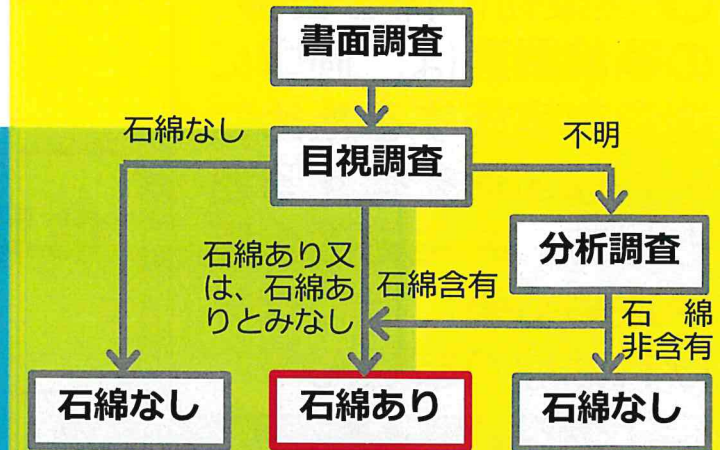 書面調査
石綿なし
不明
目視調査
分析調査
石綿あり又
は、石綿あ
りとみなし
石綿含有
石　綿
非含有
石綿なし
石綿あり
石綿なし